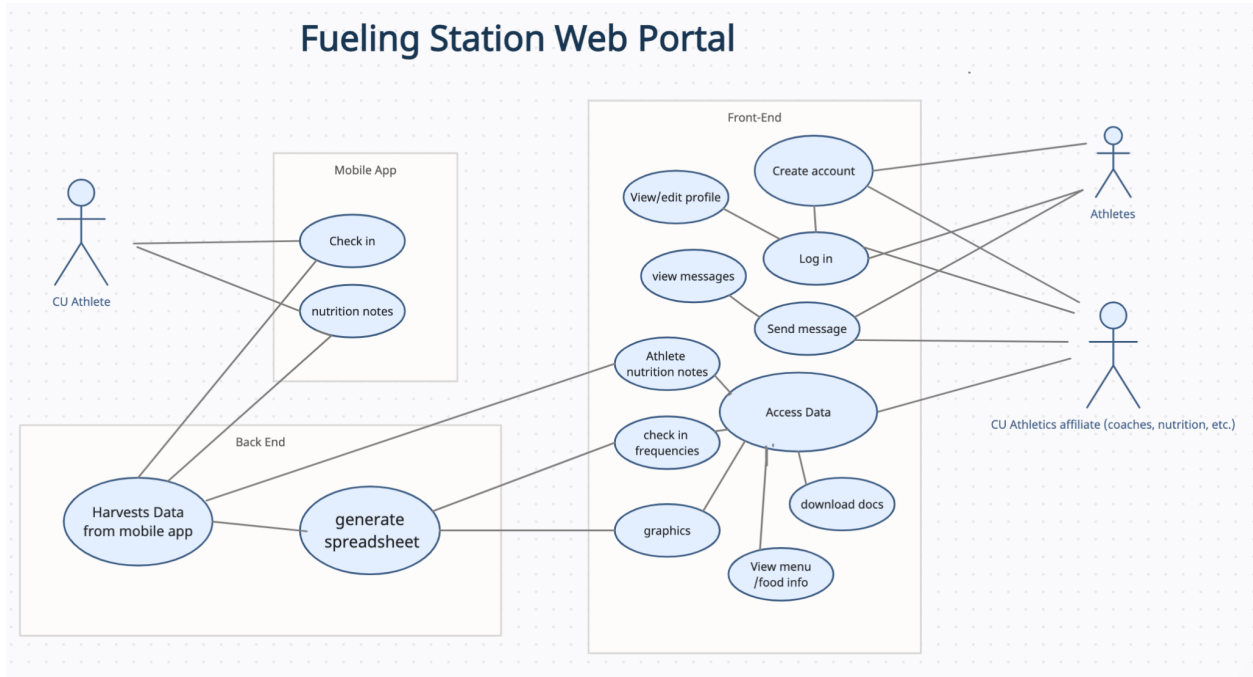 Fueling Station Web Portal
Mobile App
Check in
nutrition notes
CU Athlete
Back End
Harvests Data
from mobile app
generate
spreadsheet
Front-End
Create account
View/edit profile
Log in
view messages
Send message
Athlete
nutrition notes
Access Data
check in
frequencies
download docs
graphics
View menu
/food info
Athletes
CU Athletics affiliate (coaches, nutrition, etc.)